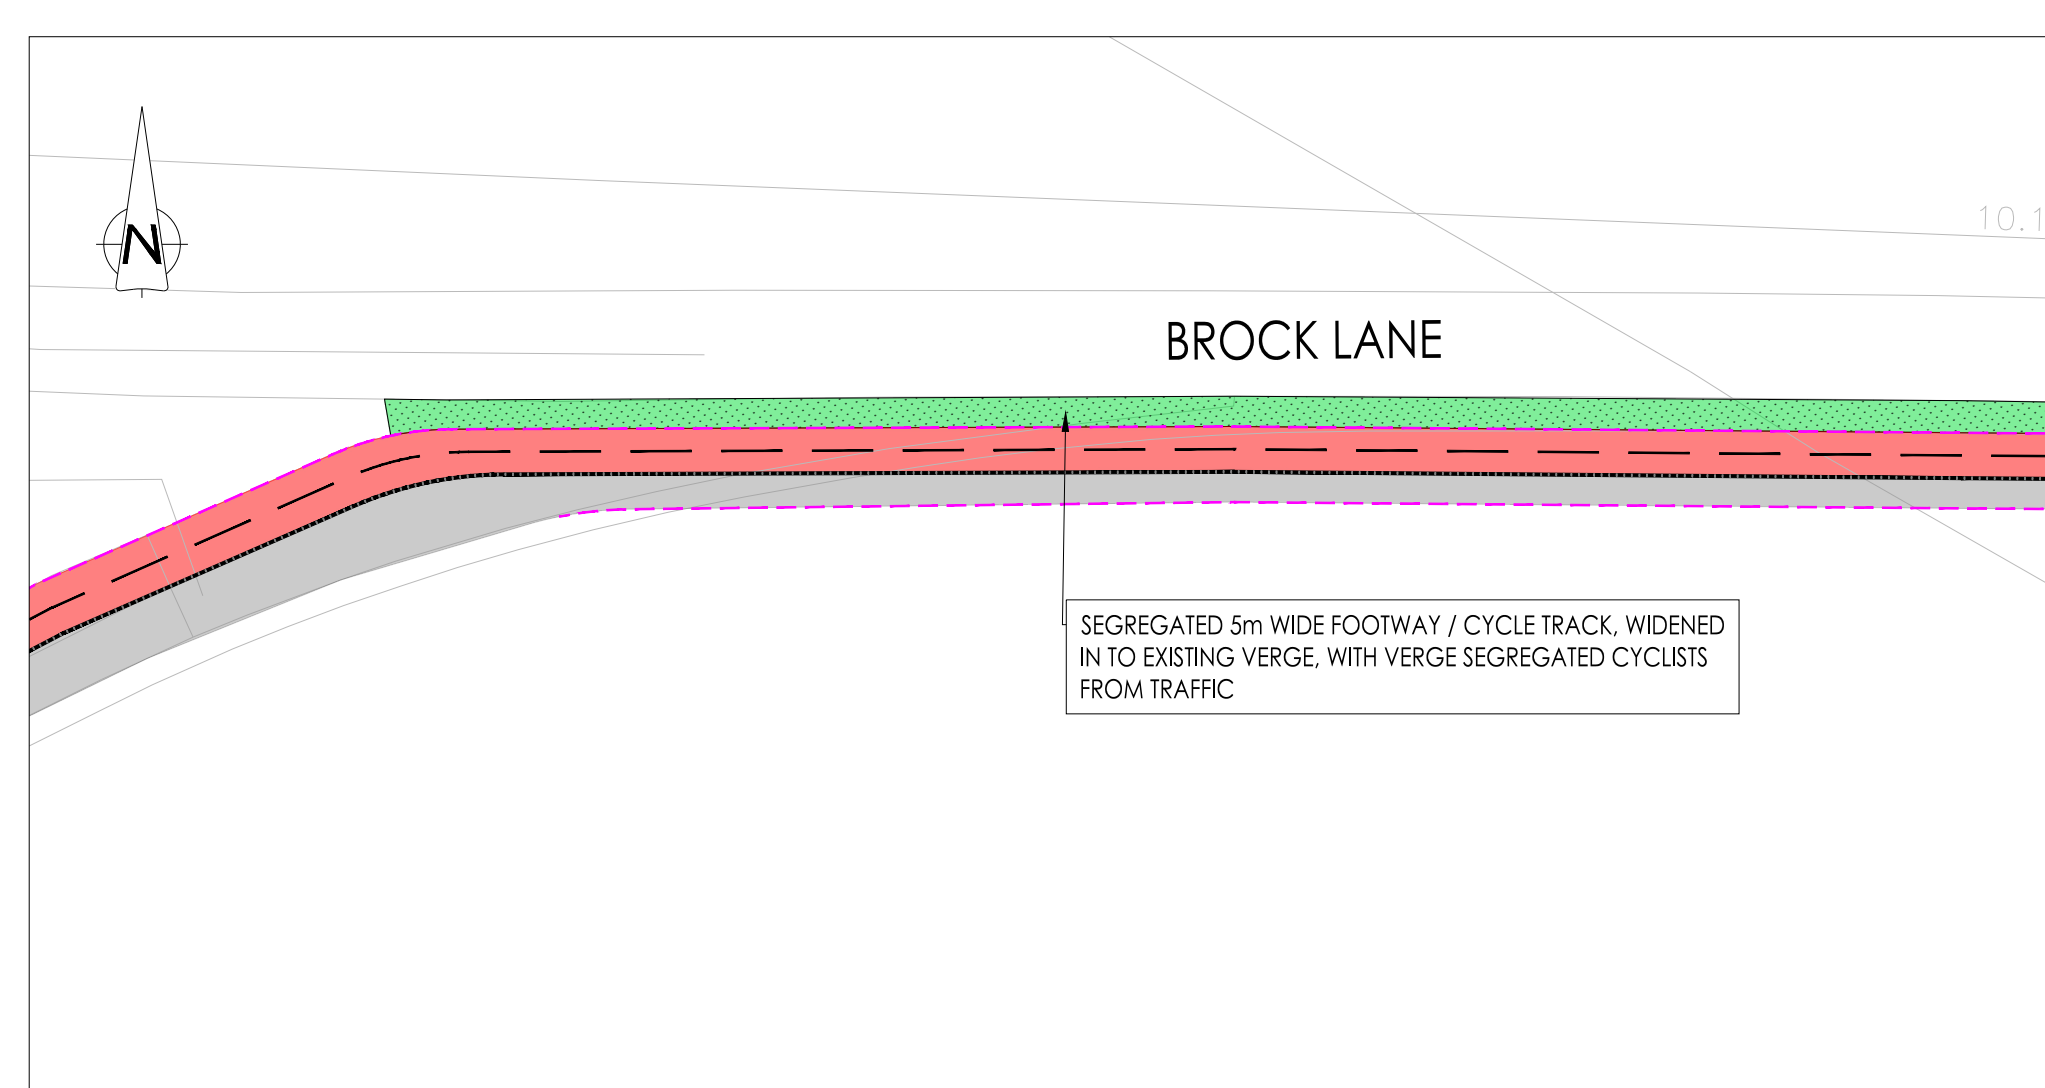 N
10.1
BROCK LANE
SEGREGATED 5m WIDE FOOTWAY / CYCLE TRACK, WIDENED
IN TO EXISTING VERGE, WITH VERGE SEGREGATED CYCLISTS
FROM TRAFFIC